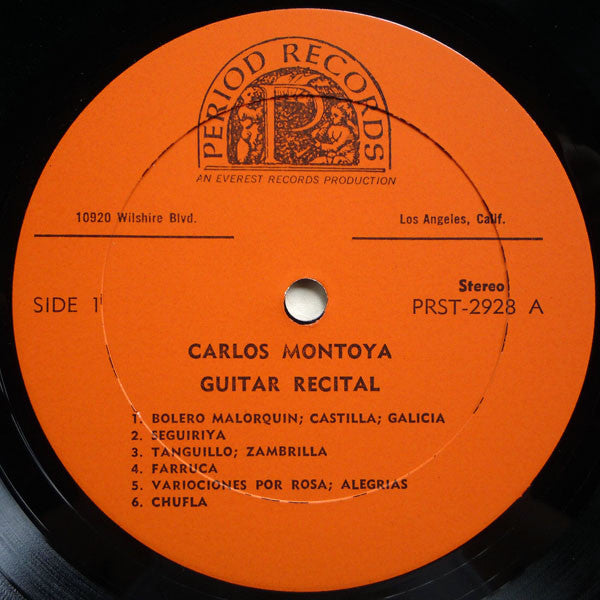 PERIOD RECORDS
P
AN EVEREST RECORDS PRODUCTION
10920 Wilshire Blvd.
Los Angeles, Calif.
SIDE 1
Stereo
PRST-2928 A
CARLOS MONTOYA
GUITAR RECITAL
1. BOLERO MALORQUIN; CASTILLA; GALICIA
2. SEGUIRIYA
3. TANGUILLO; ZAMBRILLA
4. FARRUCA
5. VARIOCIONES POR ROSA; ALEGRIAS
6. CHUFLA